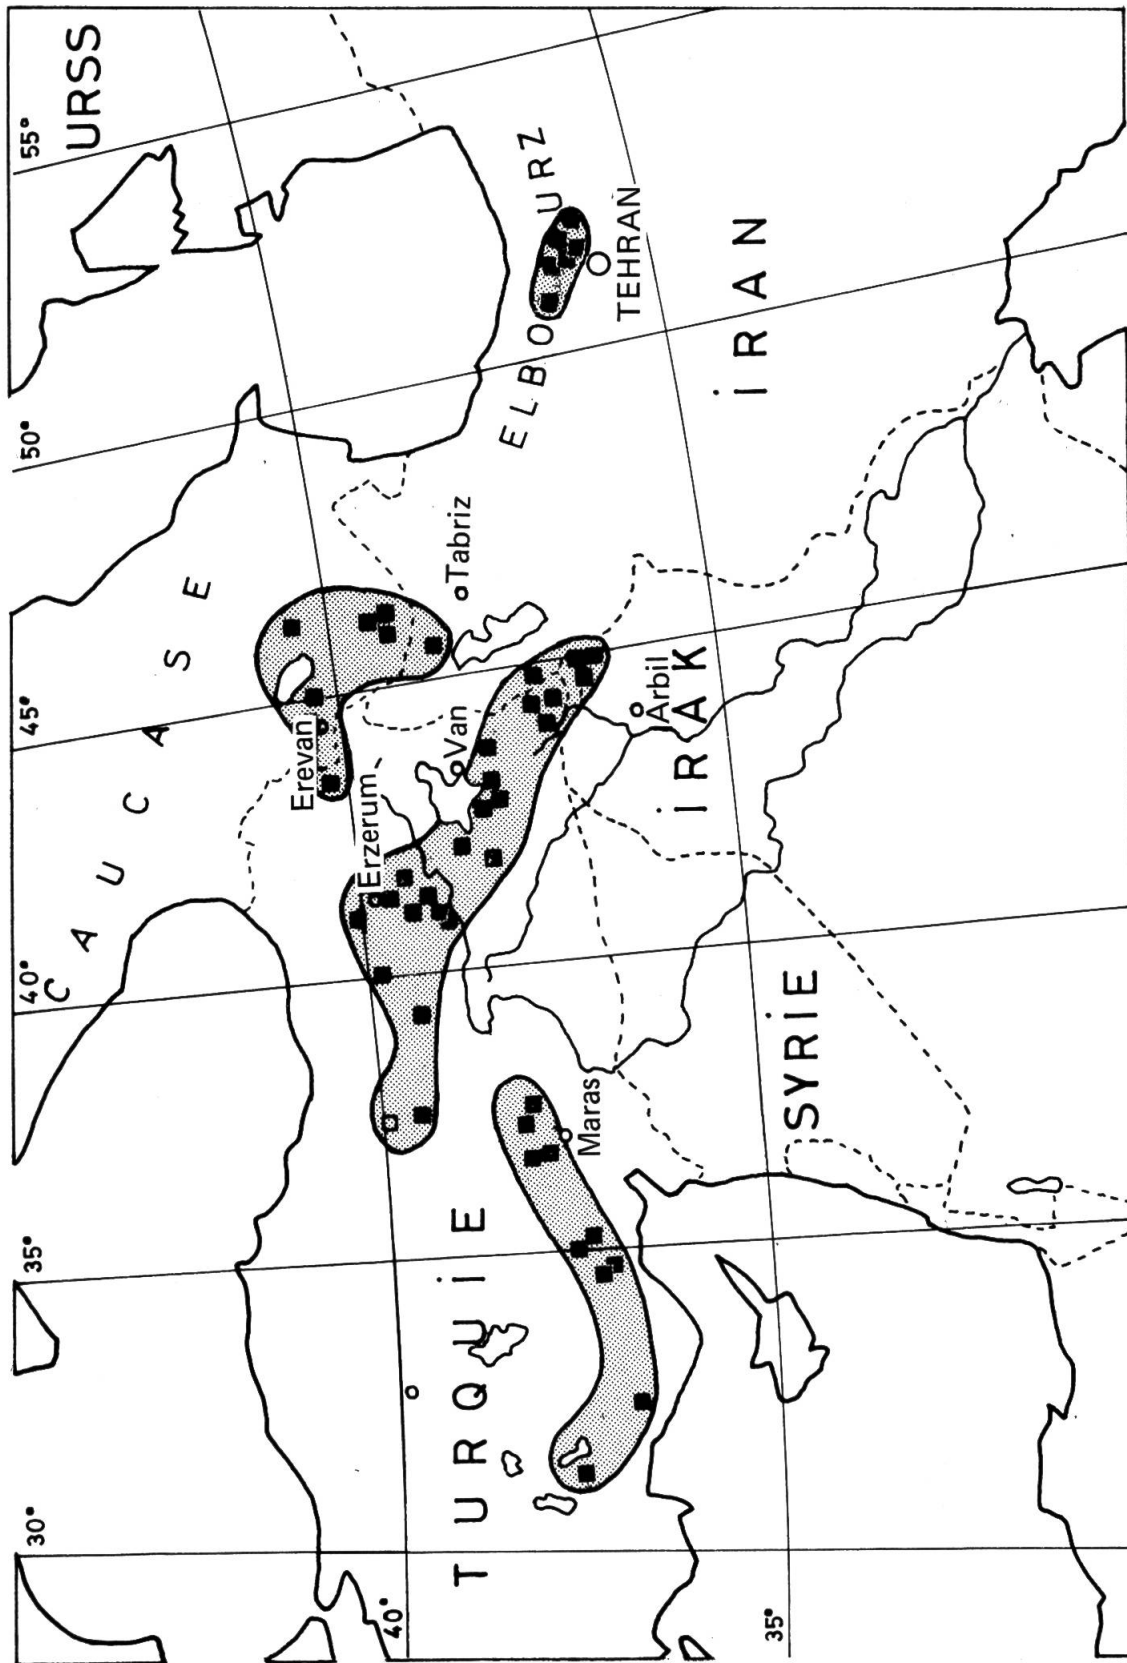 30°
35°
40°
45°
50°
55°
URSS
CAUCASE
40°
35°
Erevan
Erzerum
Van
Tabriz
ELBOURZ
TEHRAN
TURQUİE
Maras
Arbil
İRAK
İRAN
SYRİE